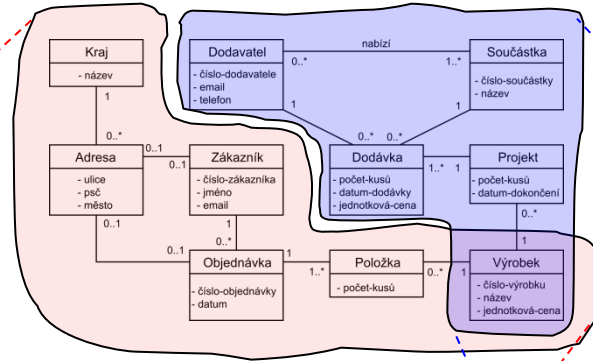 Kraj
- název
1
0..*
Dodavatel
- číslo-dodavatele
- email
- telefon
nabízí
0..*
1..*
Součástka
- číslo-součástky
- název
1
1
0..*
0..*
Adresa
- ulice
- psč
- město
0..1
0..1
Zákazník
- číslo-zákazníka
- jméno
- email
Dodávka
- počet-kusů
- datum-dodávky
- jednotková-cena
1..*
1
Projekt
- počet-kusů
- datum-dokončení
0..1
1
0..*
0..*
1
0..1
Objednávka
- číslo-objednávky
- datum
1
1..*
Položka
- počet-kusů
0..*
1
Výrobek
- číslo-výrobku
- název
- jednotková-cena